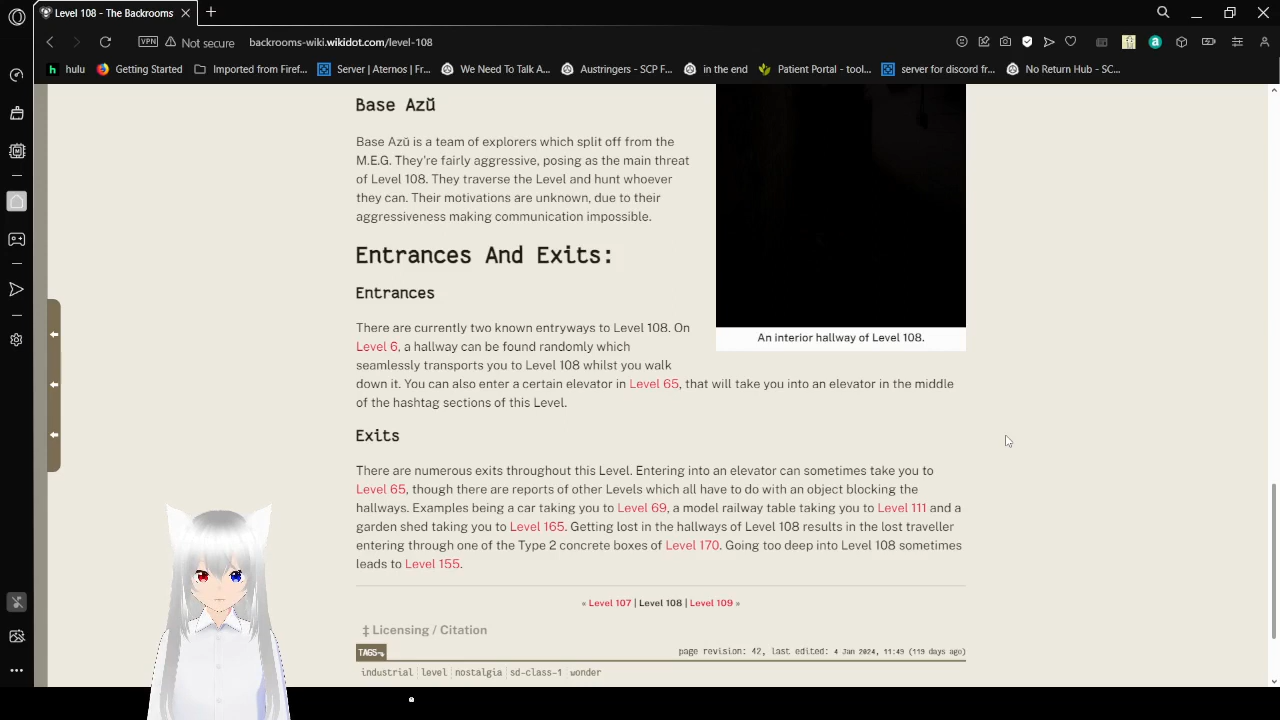 Level 108 - The Backrooms
VPN
Not secure
backrooms-wiki.wikidot.com/level-108
hulu
Getting Started
Imported from Firef...
Server | Aternos | Fr...
We Need To Talk A...
Austringers - SCP F...
in the end
Patient Portal - tool...
server for discord fr...
No Return Hub - SC...
Base Azŭ
Base Azŭ is a team of explorers which split off from the
M.E.G. They're fairly aggressive, posing as the main threat
of Level 108. They traverse the Level and hunt whoever
they can. Their motivations are unknown, due to their
aggressiveness making communication impossible.
An interior hallway of Level 108.
Entrances And Exits:
Entrances
There are currently two known entryways to Level 108. On
Level 6, a hallway can be found randomly which
seamlessly transports you to Level 108 whilst you walk
down it. You can also enter a certain elevator in Level 65, that will take you into an elevator in the middle
of the hashtag sections of this Level.
Exits
There are numerous exits throughout this Level. Entering into an elevator can sometimes take you to
Level 65, though there are reports of other Levels which all have to do with an object blocking the
hallways. Examples being a car taking you to Level 69, a model railway table taking you to Level 111 and a
garden shed taking you to Level 165. Getting lost in the hallways of Level 108 results in the lost traveller
entering through one of the Type 2 concrete boxes of Level 170. Going too deep into Level 108 sometimes
leads to Level 155.
« Level 107 | Level 108 | Level 109 »
‡ Licensing / Citation
TAGS
page revision: 42, last edited: 4 Jan 2024, 11:49 (119 days ago)
industrial level nostalgia sd-class-1 wonder